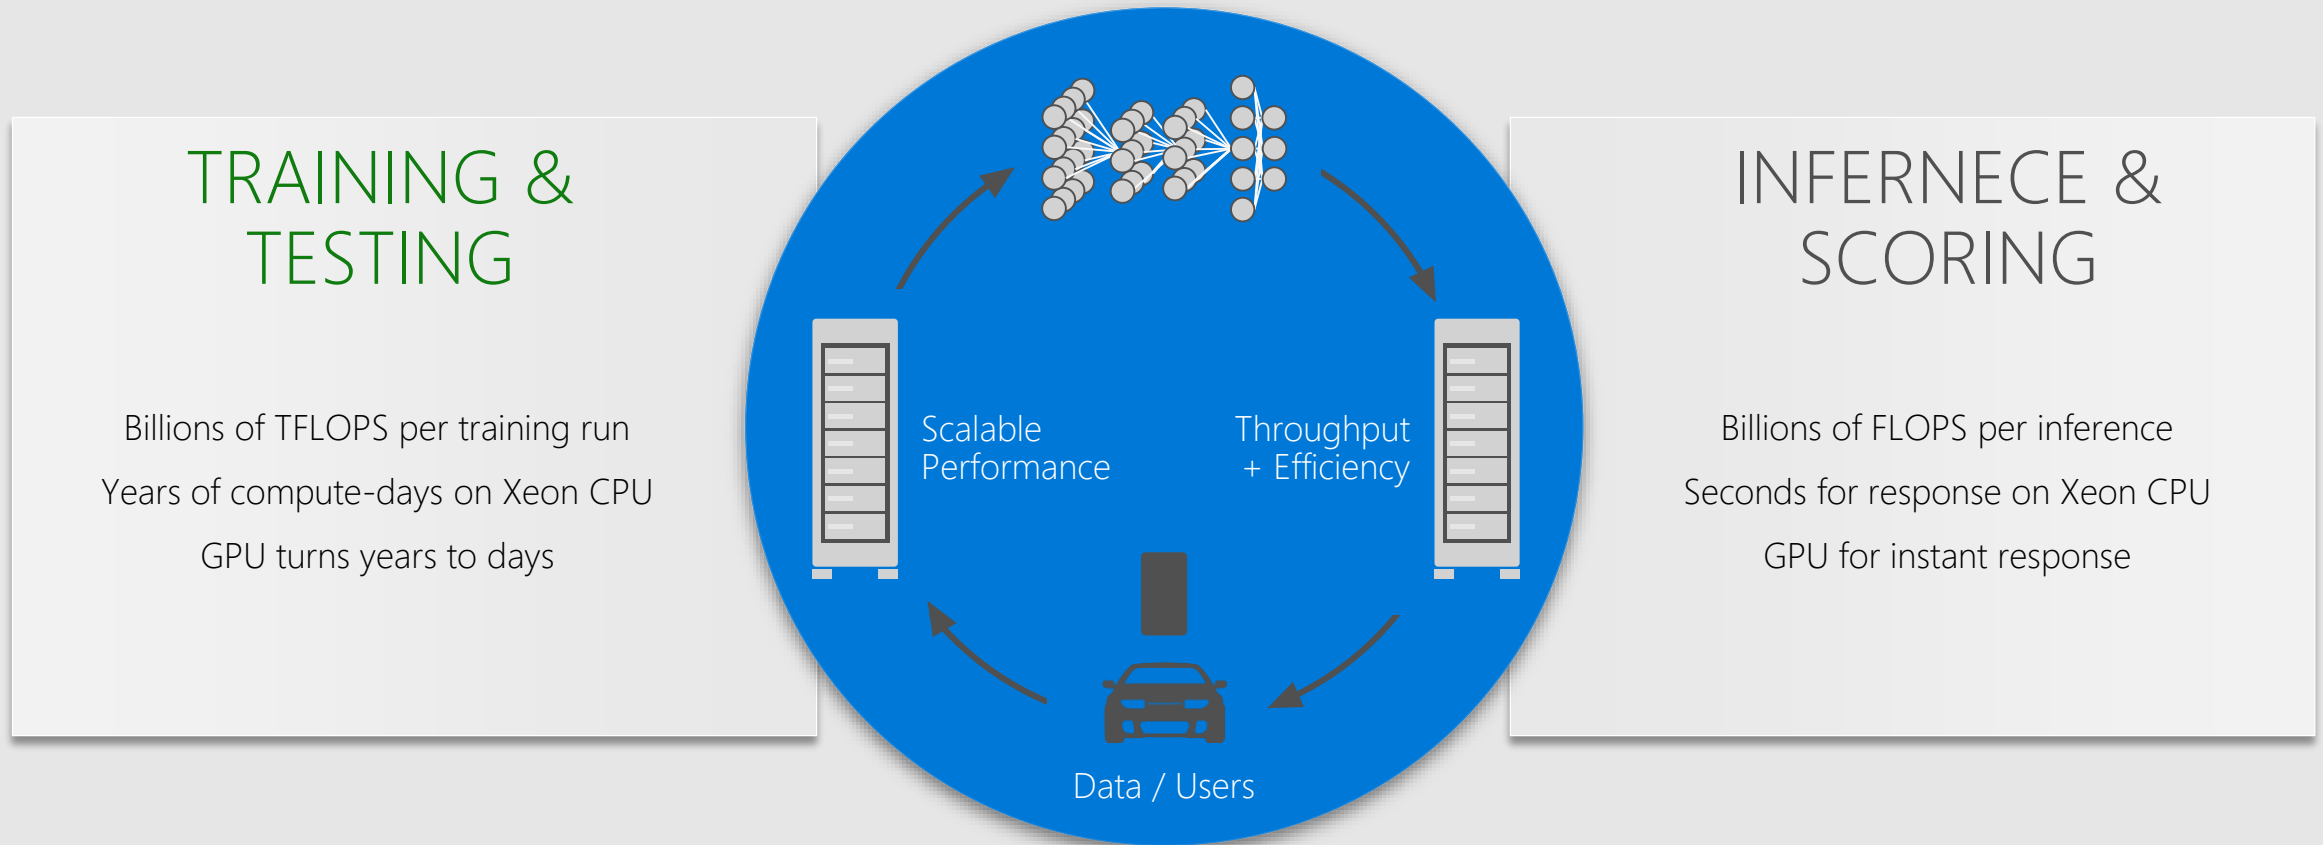 TRAINING &
TESTING
Billions of TFLOPS per training run
Years of compute-days on Xeon CPU
GPU turns years to days
Scalable
Performance
Throughput
+ Efficiency
Data / Users
INFERNECE &
SCORING
Billions of FLOPS per inference
Seconds for response on Xeon CPU
GPU for instant response